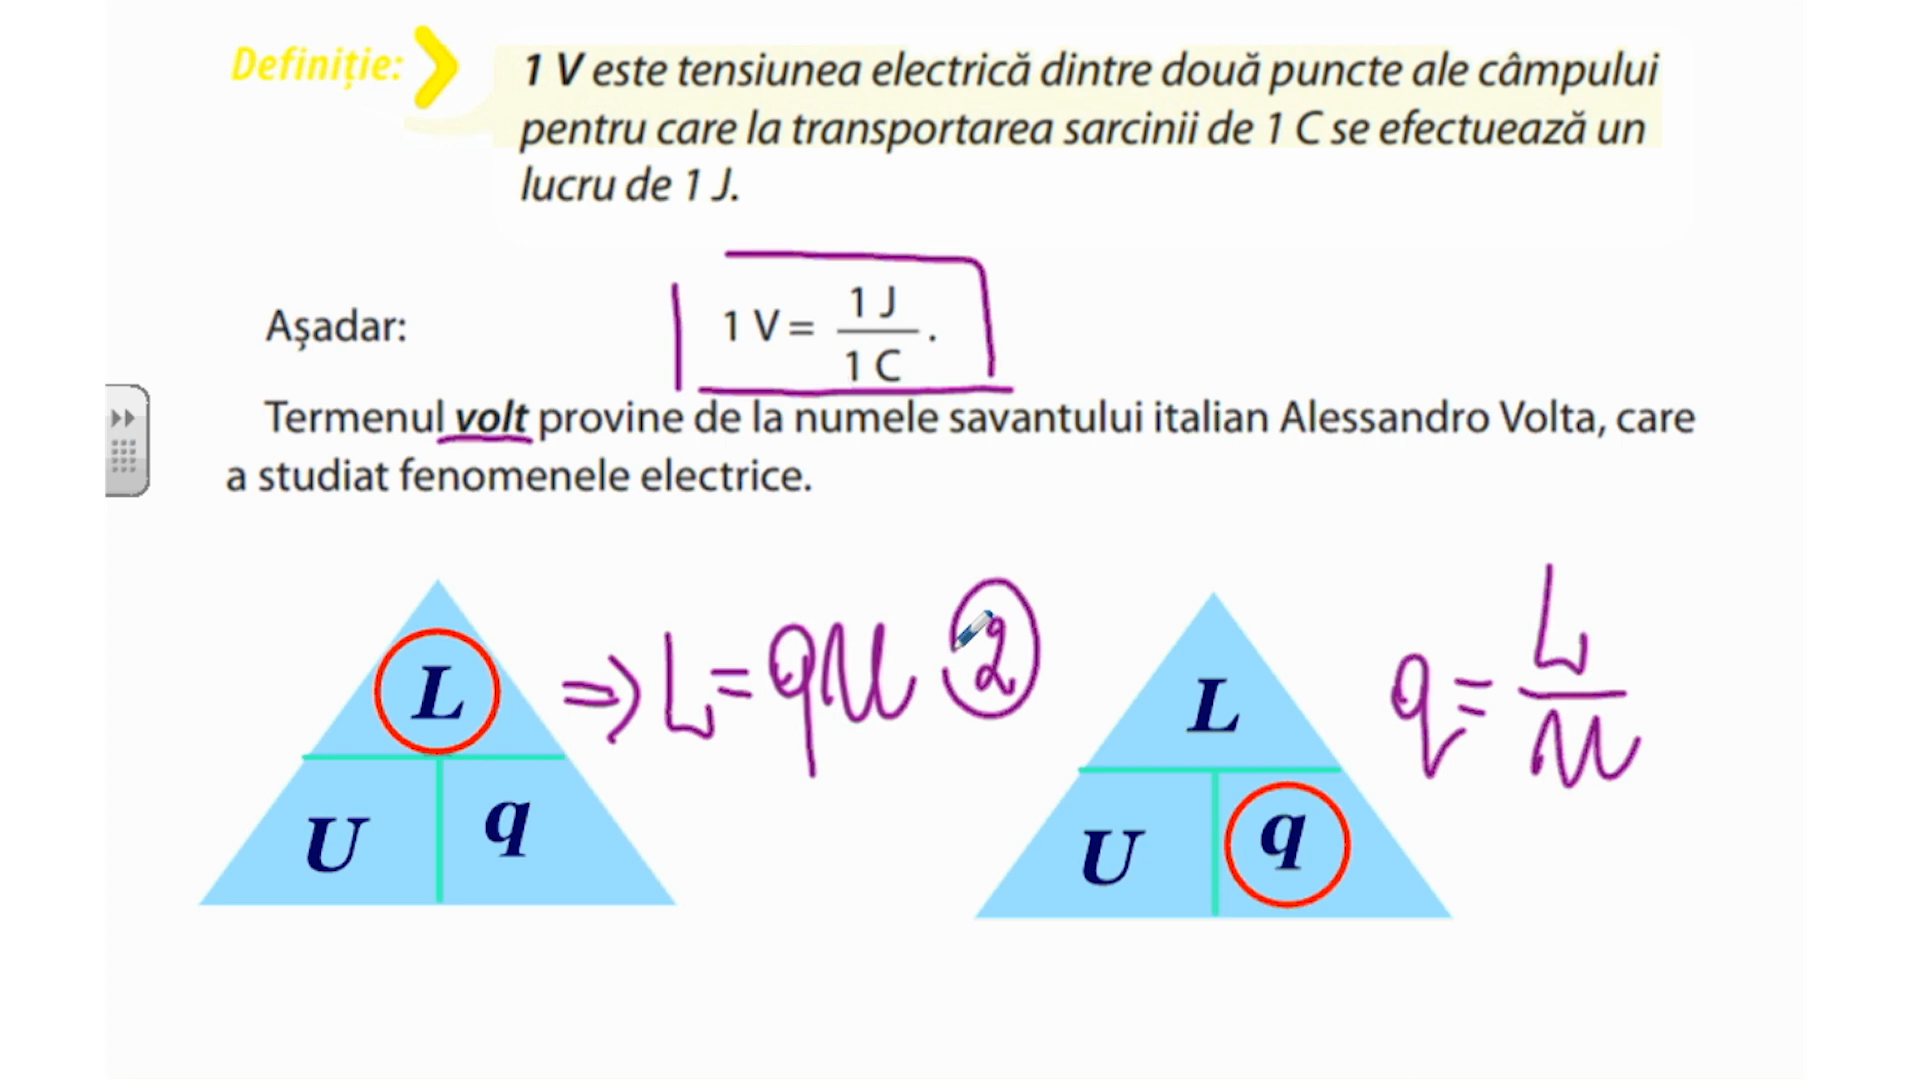 Definiție:
1 V este tensiunea electrică dintre două puncte ale câmpului
pentru care la transportarea sarcinii de 1 C se efectuează un
lucru de 1 J.
Așadar:
1 V = 1 J / 1 C .
Termenul volt provine de la numele savantului italian Alessandro Volta, care
a studiat fenomenele electrice.
L
U q
⇒ L = qU 2
L
U q
q = L / U